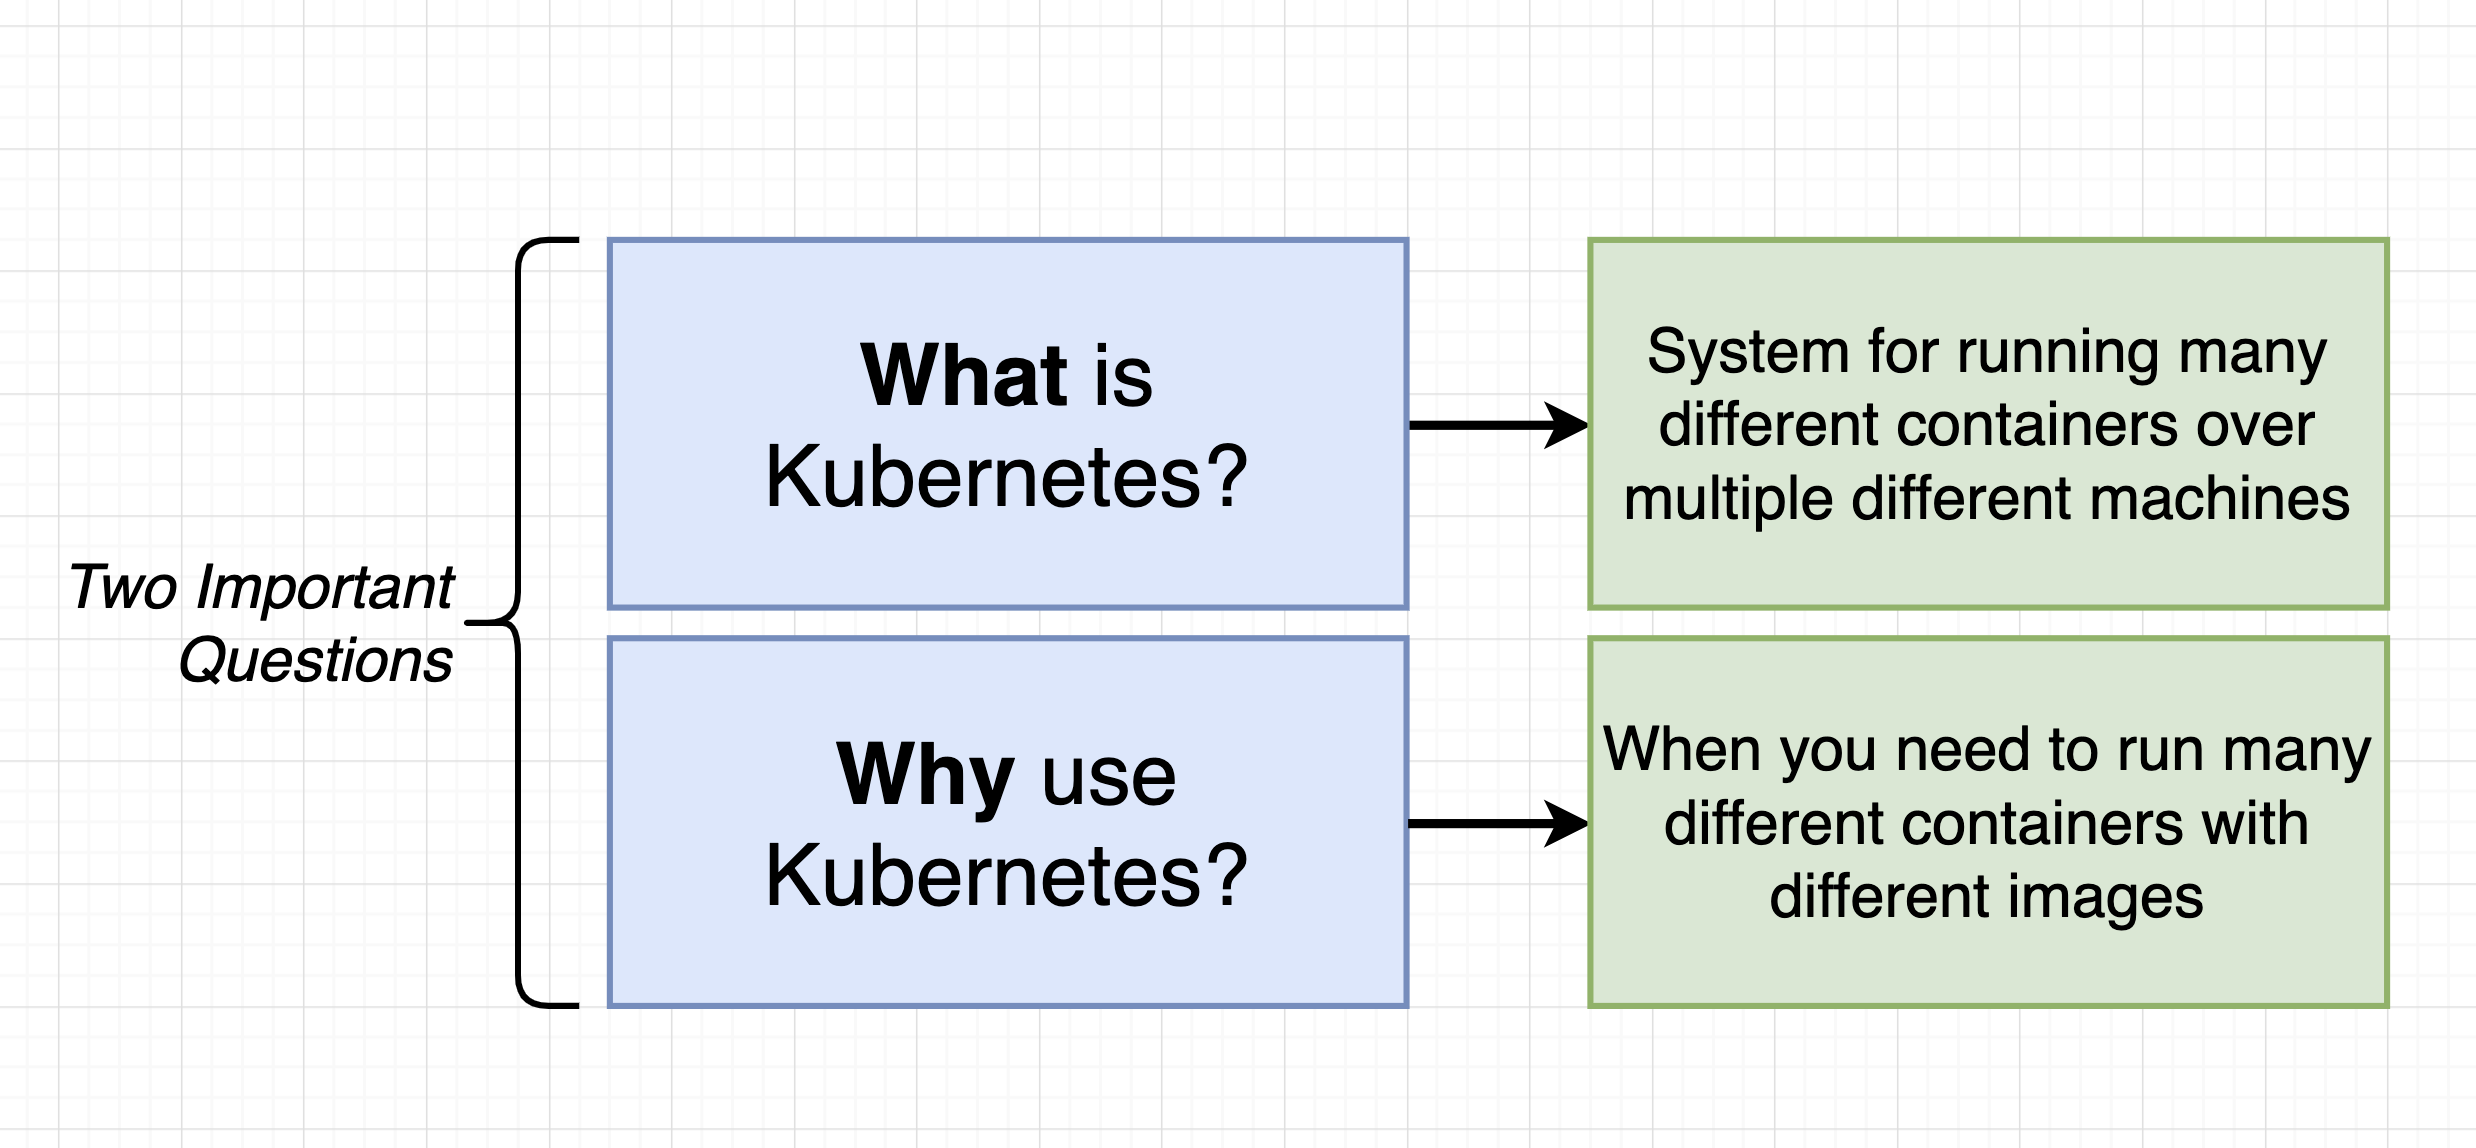 Two Important
Questions
What is
Kubernetes?
System for running many
different containers over
multiple different machines
Why use
Kubernetes?
When you need to run many
different containers with
different images